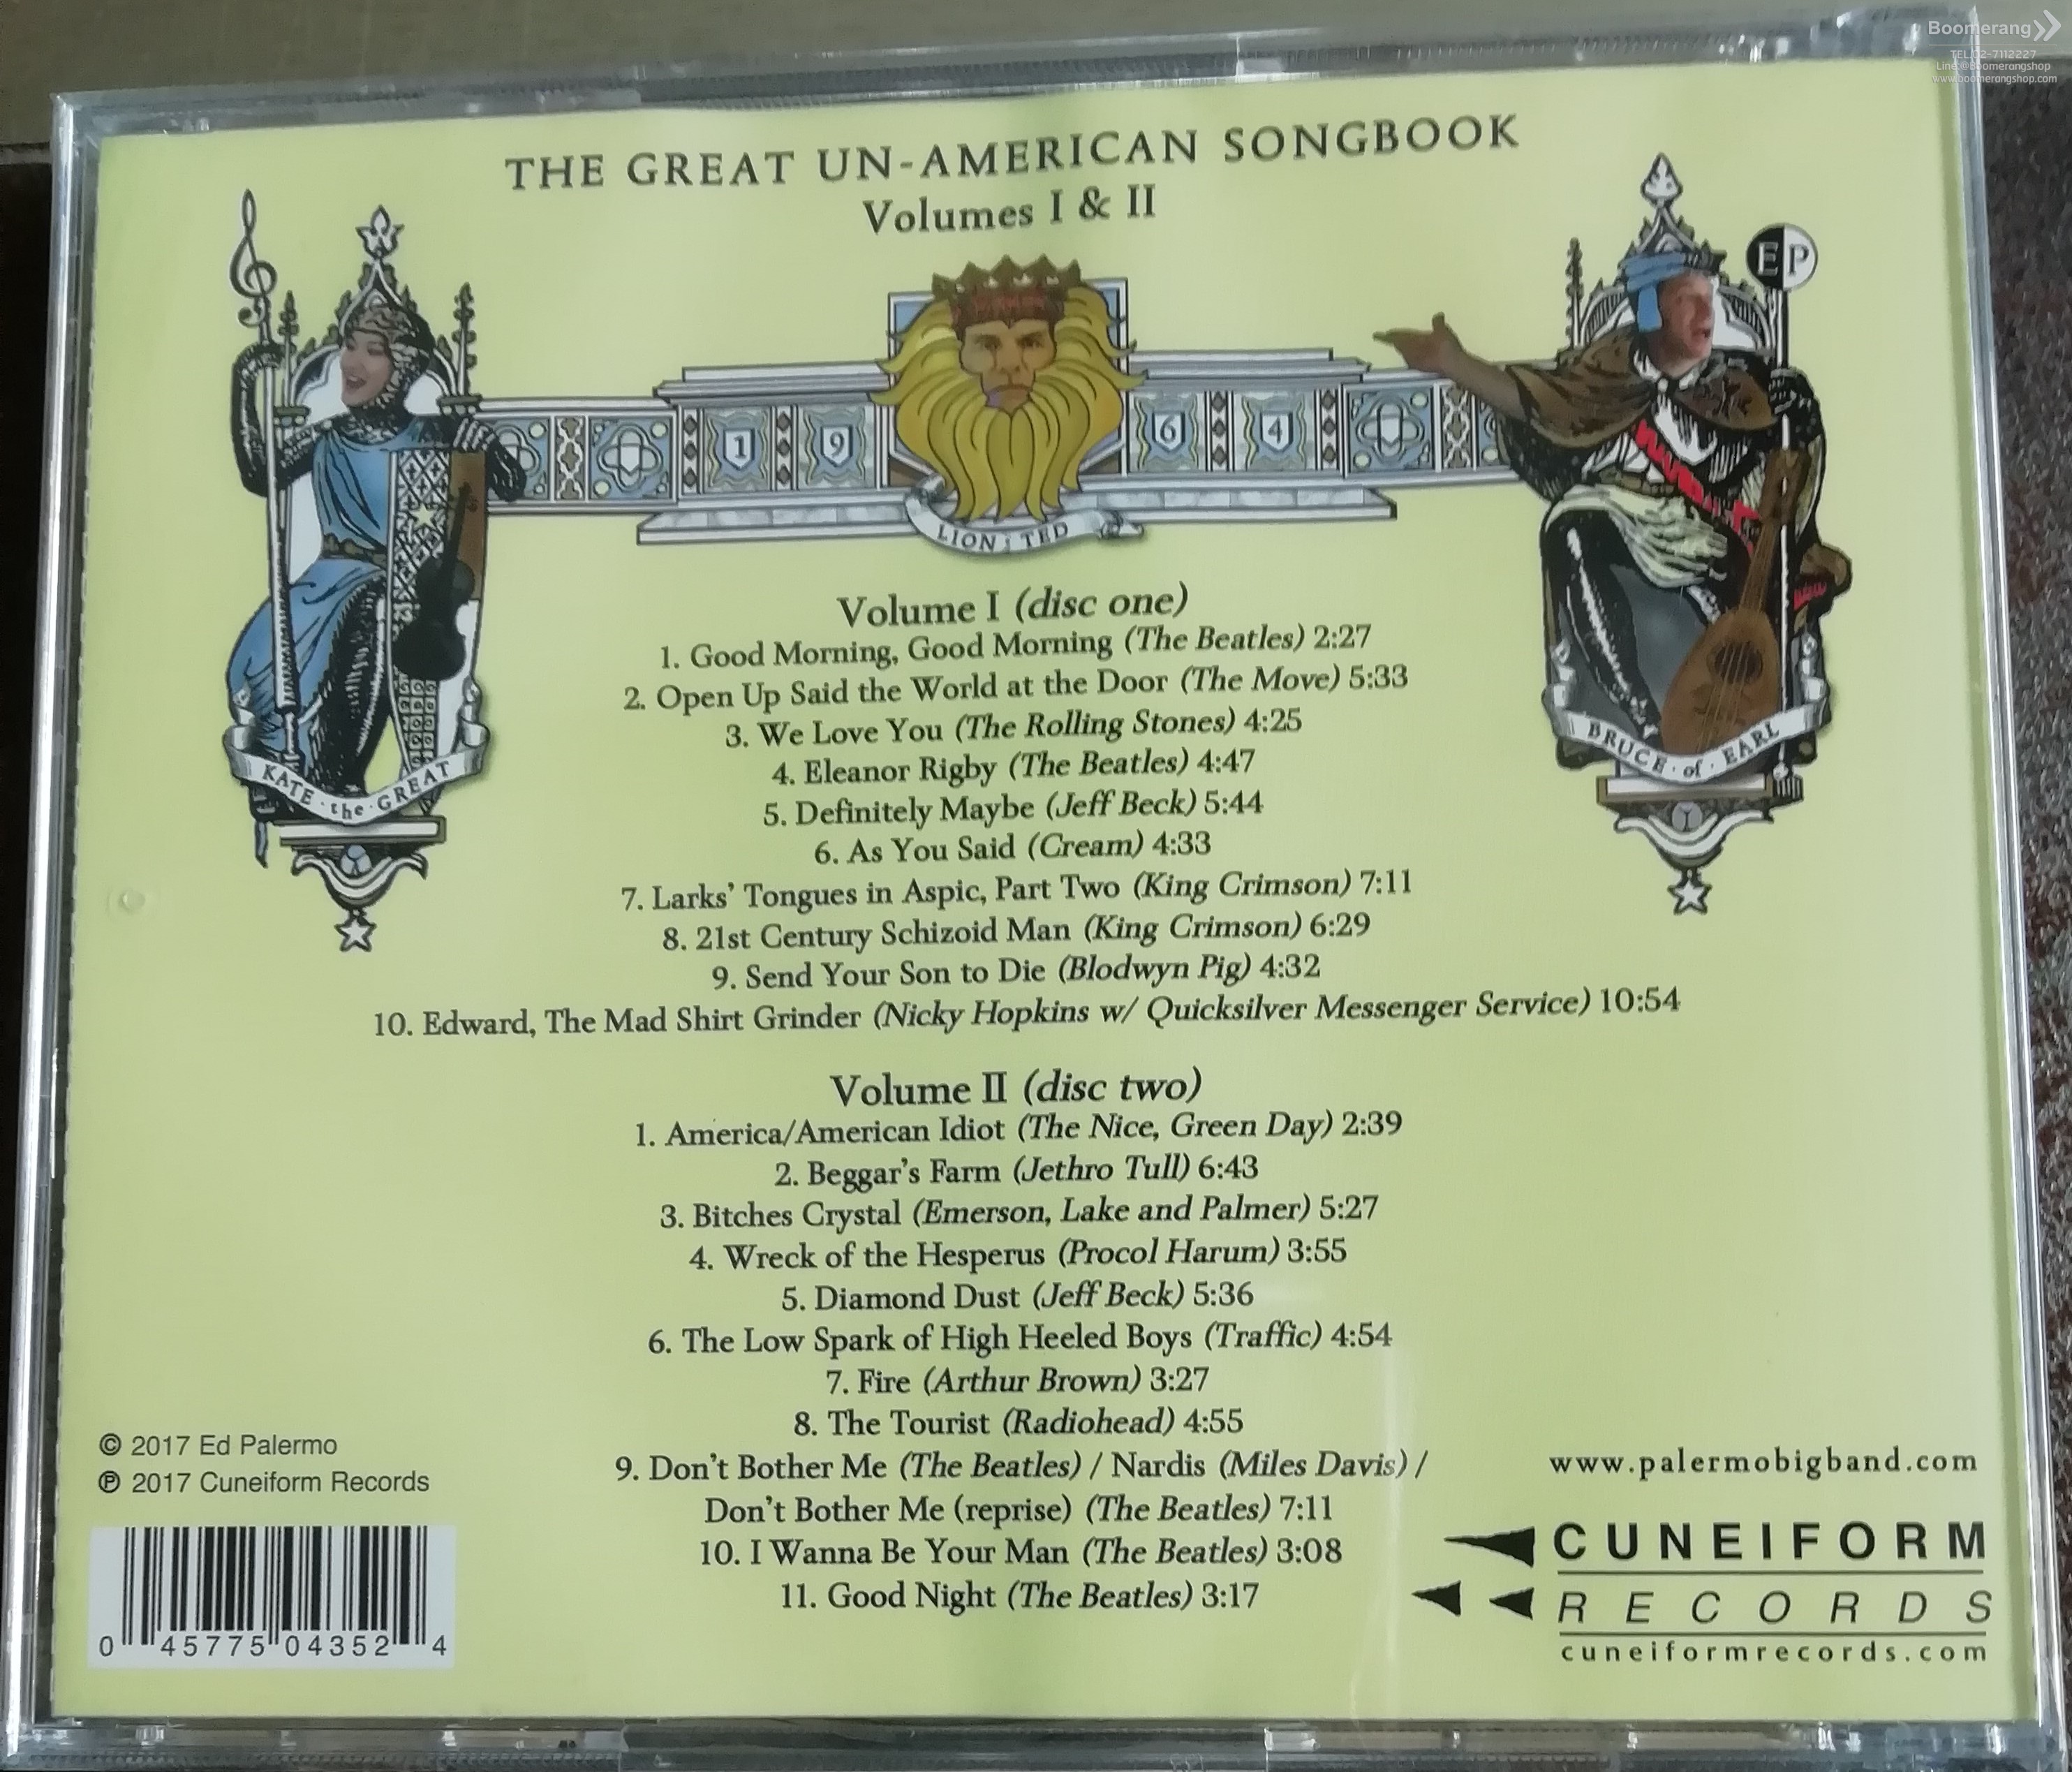 Boomerang
TEL.02-7112227
Line:@Boomerangshop
www.boomerangshop.com
THE GREAT UN-AMERICAN SONGBOOK
Volumes I & II
EP
1 9 6 4
LION : TED
KATE · the · GREAT
BRUCE · of · EARL
Volume I (disc one)
1. Good Morning, Good Morning (The Beatles) 2:27
2. Open Up Said the World at the Door (The Move) 5:33
3. We Love You (The Rolling Stones) 4:25
4. Eleanor Rigby (The Beatles) 4:47
5. Definitely Maybe (Jeff Beck) 5:44
6. As You Said (Cream) 4:33
7. Larks' Tongues in Aspic, Part Two (King Crimson) 7:11
8. 21st Century Schizoid Man (King Crimson) 6:29
9. Send Your Son to Die (Blodwyn Pig) 4:32
10. Edward, The Mad Shirt Grinder (Nicky Hopkins w/ Quicksilver Messenger Service) 10:54
Volume II (disc two)
1. America/American Idiot (The Nice, Green Day) 2:39
2. Beggar's Farm (Jethro Tull) 6:43
3. Bitches Crystal (Emerson, Lake and Palmer) 5:27
4. Wreck of the Hesperus (Procol Harum) 3:55
5. Diamond Dust (Jeff Beck) 5:36
6. The Low Spark of High Heeled Boys (Traffic) 4:54
7. Fire (Arthur Brown) 3:27
8. The Tourist (Radiohead) 4:55
9. Don't Bother Me (The Beatles) / Nardis (Miles Davis) /
Don't Bother Me (reprise) (The Beatles) 7:11
10. I Wanna Be Your Man (The Beatles) 3:08
11. Good Night (The Beatles) 3:17
© 2017 Ed Palermo
℗ 2017 Cuneiform Records
0 45775 04352 4
www.palermobigband.com
CUNEIFORM
RECORDS
cuneiformrecords.com